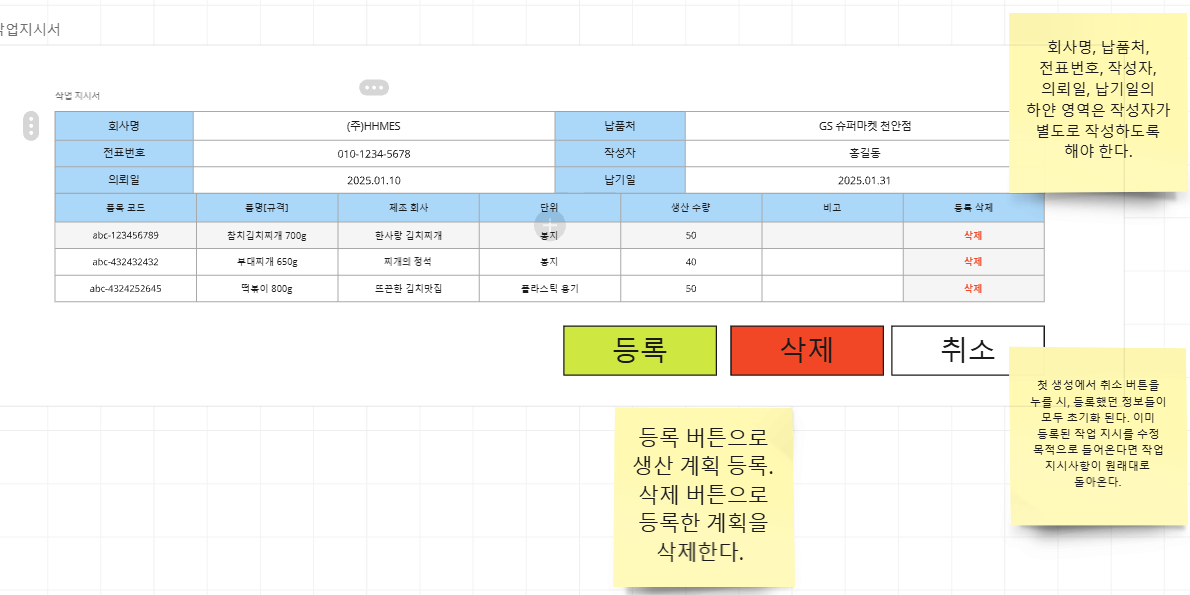 작업지시서
작업 지시서
회사명 (주)HHMES 납품처 GS 슈퍼마켓 천안점
전표번호 010-1234-5678 작성자 홍길동
의뢰일 2025.01.10 납기일 2025.01.31
품목 코드 품명[규격] 제조 회사 단위 생산 수량 비고 등록 삭제
abc-123456789 참치김치찌개 700g 한사랑 김치찌개 봉지 50 삭제
abc-432432432 부대찌개 650g 찌개의 정석 봉지 40 삭제
abc-4324252645 떡볶이 800g 뜨끈한 김치맛집 플라스틱 용기 50 삭제
등록 삭제 취소
회사명, 납품처,
전표번호, 작성자,
의뢰일, 납기일의
하얀 영역은 작성자가
별도로 작성하도록
해야 한다.
첫 생성에서 취소 버튼을
누를 시, 등록했던 정보들이
모두 초기화 된다. 이미
등록된 작업 지시를 수정
목적으로 들어온다면 작업
지시사항이 원래대로
돌아온다.
등록 버튼으로
생산 계획 등록.
삭제 버튼으로
등록한 계획을
삭제한다.